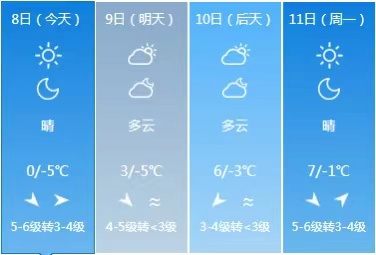 8日（今天）
晴
0/-5℃
5-6级转3-4级
9日（明天）
多云
3/-5℃
4-5级转<3级
10日（后天）
多云
6/-3℃
3-4级转<3级
11日（周一）
晴
7/-1℃
5-6级转3-4级